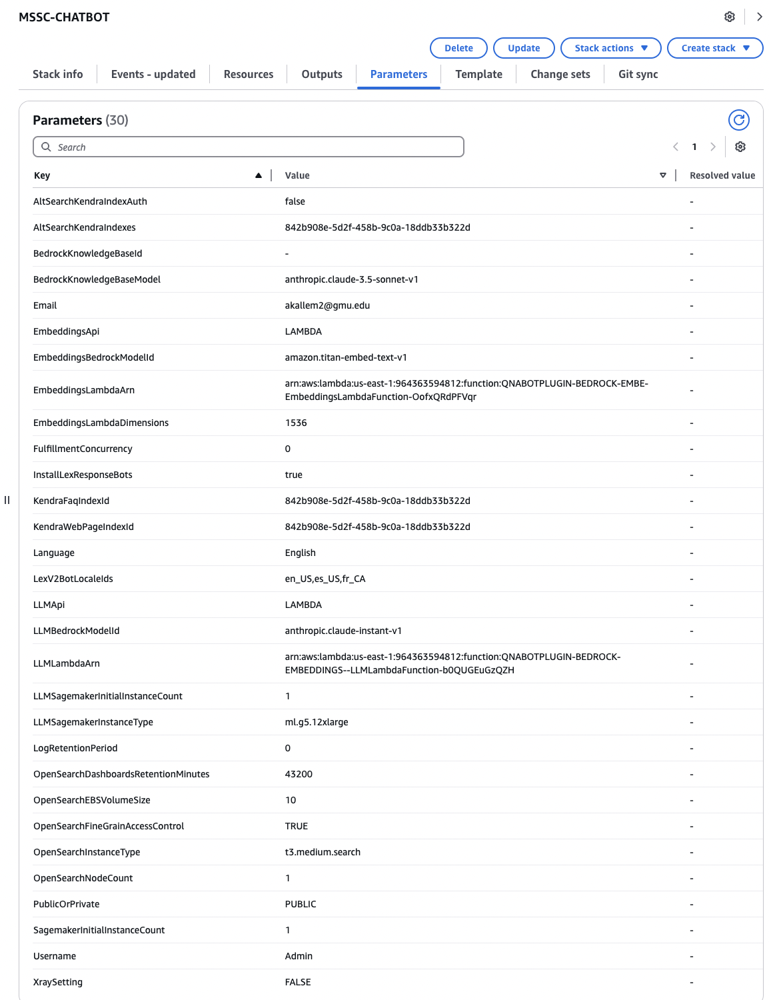 MSSC-CHATBOT
Delete Update Stack actions Create stack
Stack info Events - updated Resources Outputs Parameters Template Change sets Git sync
Parameters (30)
Search
1
Key Value Resolved value
AltSearchKendraIndexAuth false -
AltSearchKendraIndexes 842b908e-5d2f-458b-9c0a-18ddb33b322d -
BedrockKnowledgeBaseId - -
BedrockKnowledgeBaseModel anthropic.claude-3.5-sonnet-v1 -
Email akallem2@gmu.edu -
EmbeddingsApi LAMBDA -
EmbeddingsBedrockModelId amazon.titan-embed-text-v1 -
EmbeddingsLambdaArn arn:aws:lambda:us-east-1:964363594812:function:QNABOTPLUGIN-BEDROCK-EMBE- -
EmbeddingsLambdaFunction-OofxQRdPFVqr
EmbeddingsLambdaDimensions 1536 -
FulfillmentConcurrency 0 -
InstallLexResponseBots true -
KendraFaqIndexId 842b908e-5d2f-458b-9c0a-18ddb33b322d -
KendraWebPageIndexId 842b908e-5d2f-458b-9c0a-18ddb33b322d -
Language English -
LexV2BotLocaleIds en_US,es_US,fr_CA -
LLMApi LAMBDA -
LLMBedrockModelId anthropic.claude-instant-v1 -
LLMLambdaArn arn:aws:lambda:us-east-1:964363594812:function:QNABOTPLUGIN-BEDROCK- -
EMBEDDINGS--LLMLambdaFunction-b0QUGEuGzQZH
LLMSagemakerInitialInstanceCount 1 -
LLMSagemakerInstanceType ml.g5.12xlarge -
LogRetentionPeriod 0 -
OpenSearchDashboardsRetentionMinutes 43200 -
OpenSearchEBSVolumeSize 10 -
OpenSearchFineGrainAccessControl TRUE -
OpenSearchInstanceType t3.medium.search -
OpenSearchNodeCount 1 -
PublicOrPrivate PUBLIC -
SagemakerInitialInstanceCount 1 -
Username Admin -
XraySetting FALSE -